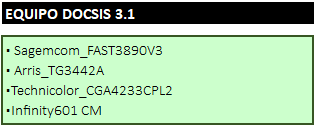 EQUIPO DOCSIS 3.1
• Sagemcom_FAST3890V3
• Arris_TG3442A
•Technicolor_CGA4233CPL2
•Infinity601 CM